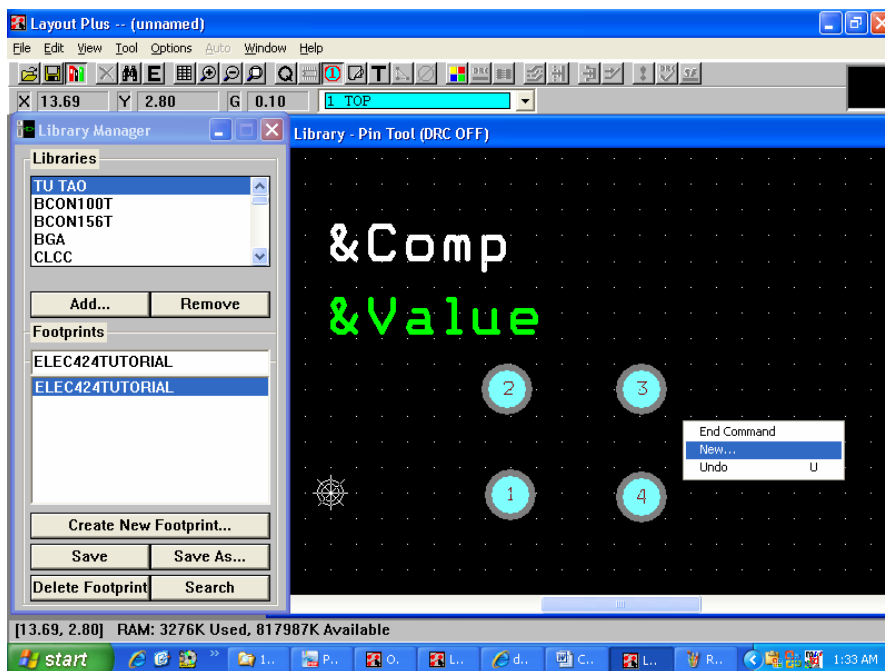 Layout Plus -- (unnamed)
File Edit View Tool Options Auto Window Help
X 13.69 Y 2.80 G 0.10 1 TOP
Library Manager
Library - Pin Tool (DRC OFF)
Libraries
TU TAO
BCON100T
BCON156T
BGA
CLCC
Add... Remove
Footprints
ELEC424TUTORIAL
ELEC424TUTORIAL
Create New Footprint...
Save Save As...
Delete Footprint Search
&Comp
&Value
2 3
1 4
End Command
New...
Undo U
[13.69, 2.80] RAM: 3276K Used, 817987K Available
start 1.. P.. O.. L.. d.. C.. L.. R.. 1:33 AM